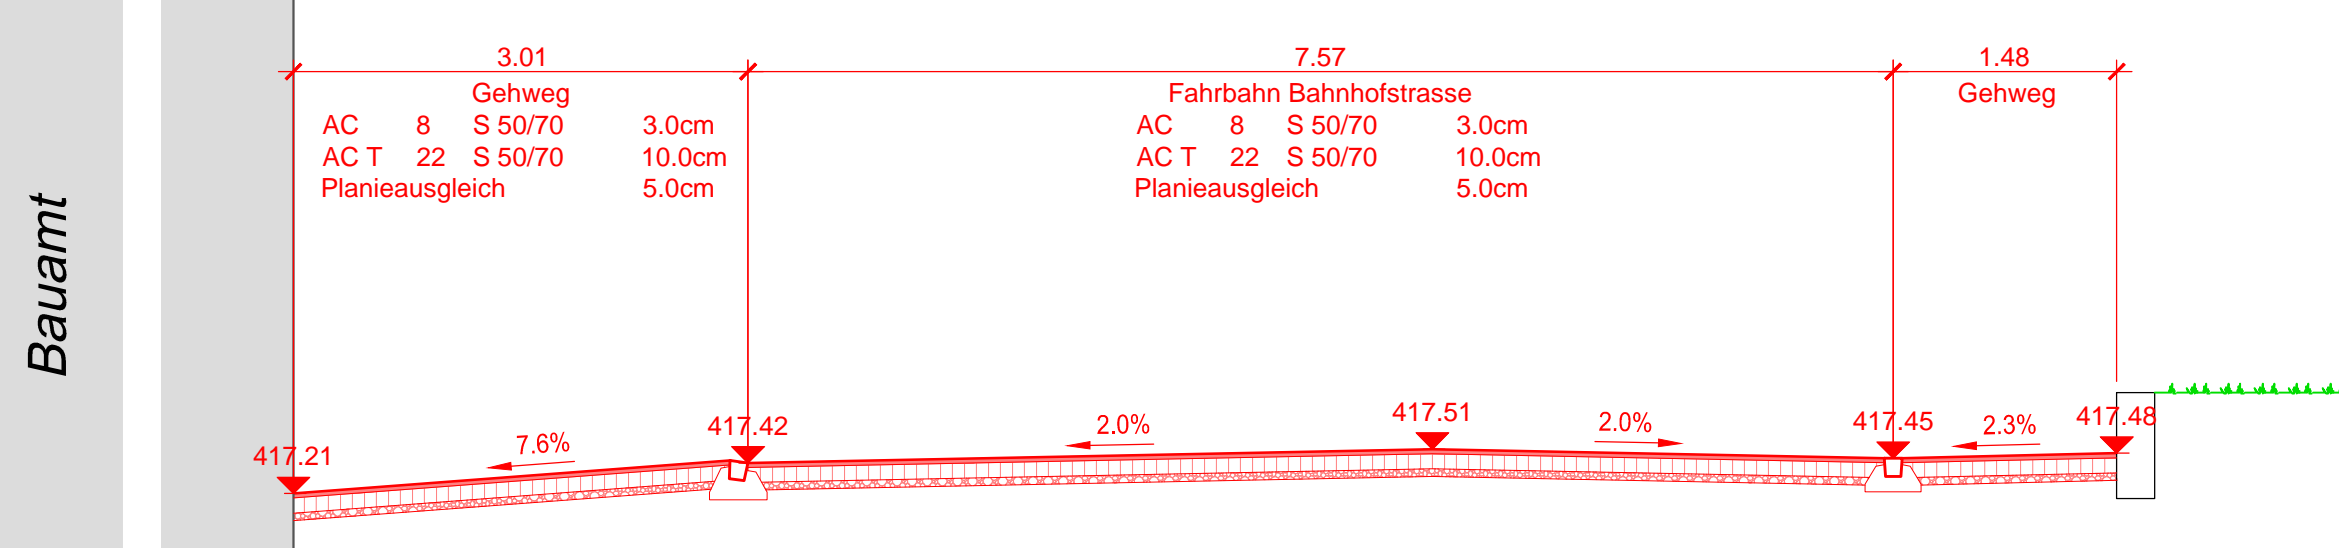 Bauamt
3.01
7.57
1.48
Gehweg
AC 8 S 50/70 3.0cm
AC T 22 S 50/70 10.0cm
Planieausgleich 5.0cm
Fahrbahn Bahnhofstrasse
AC 8 S 50/70 3.0cm
AC T 22 S 50/70 10.0cm
Planieausgleich 5.0cm
Gehweg
417.21
7.6%
417.42
2.0%
417.51
2.0%
417.45
2.3%
417.48